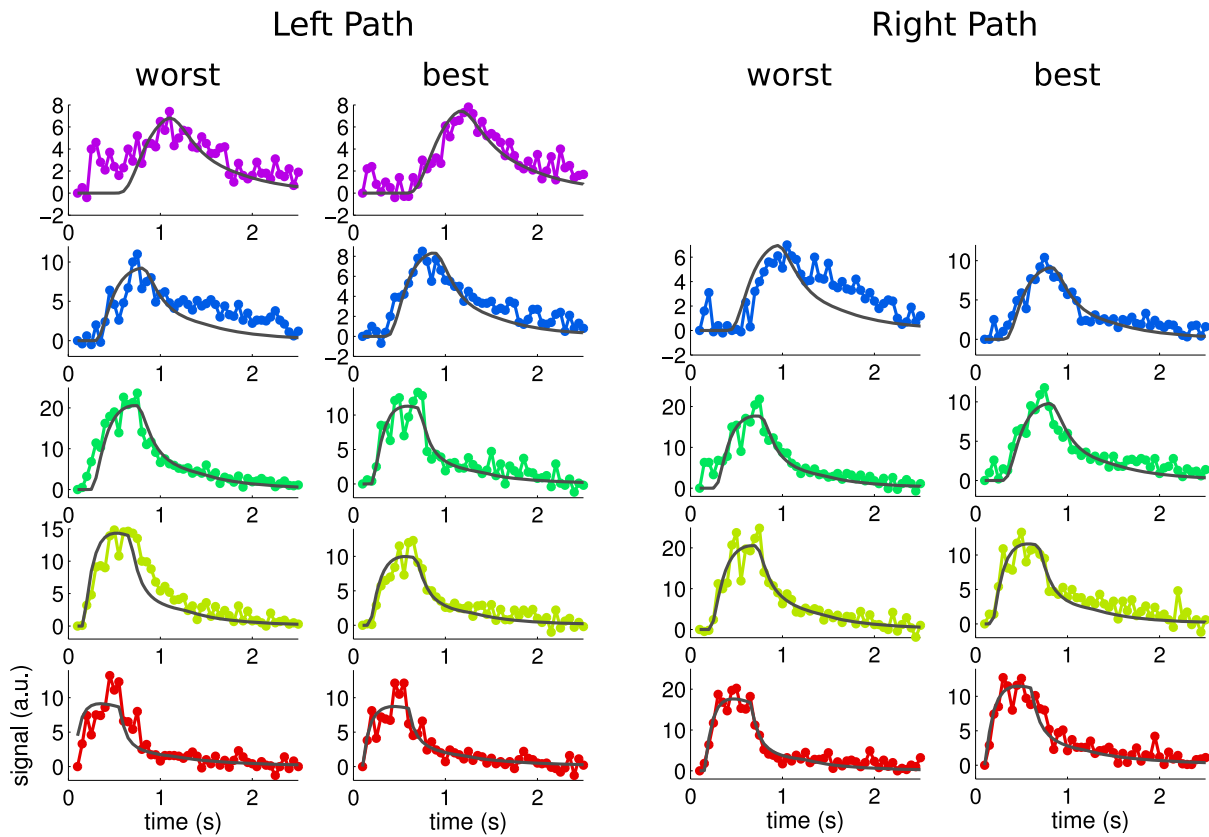 Left Path Right Path
worst best worst best
8 8
6 6
4 4
2 2
0 0
−2 −2
0 1 2 0 1 2
10 8 6 10
5 6 4 5
0 4 2 0
2 0
0 −2
−2
0 1 2 0 1 2 0 1 2 0 1 2
20 10 20 10
10 5 10 5
0 0 0 0
0 1 2 0 1 2 0 1 2 0 1 2
15 10 20 10
10 5 10 5
5 0 0 0
0
0 1 2 0 1 2 0 1 2 0 1 2
signal (a.u.)
10 10 20 10
5 5 10 5
0 0 0 0
0 1 2 0 1 2 0 1 2 0 1 2
time (s) time (s) time (s) time (s)